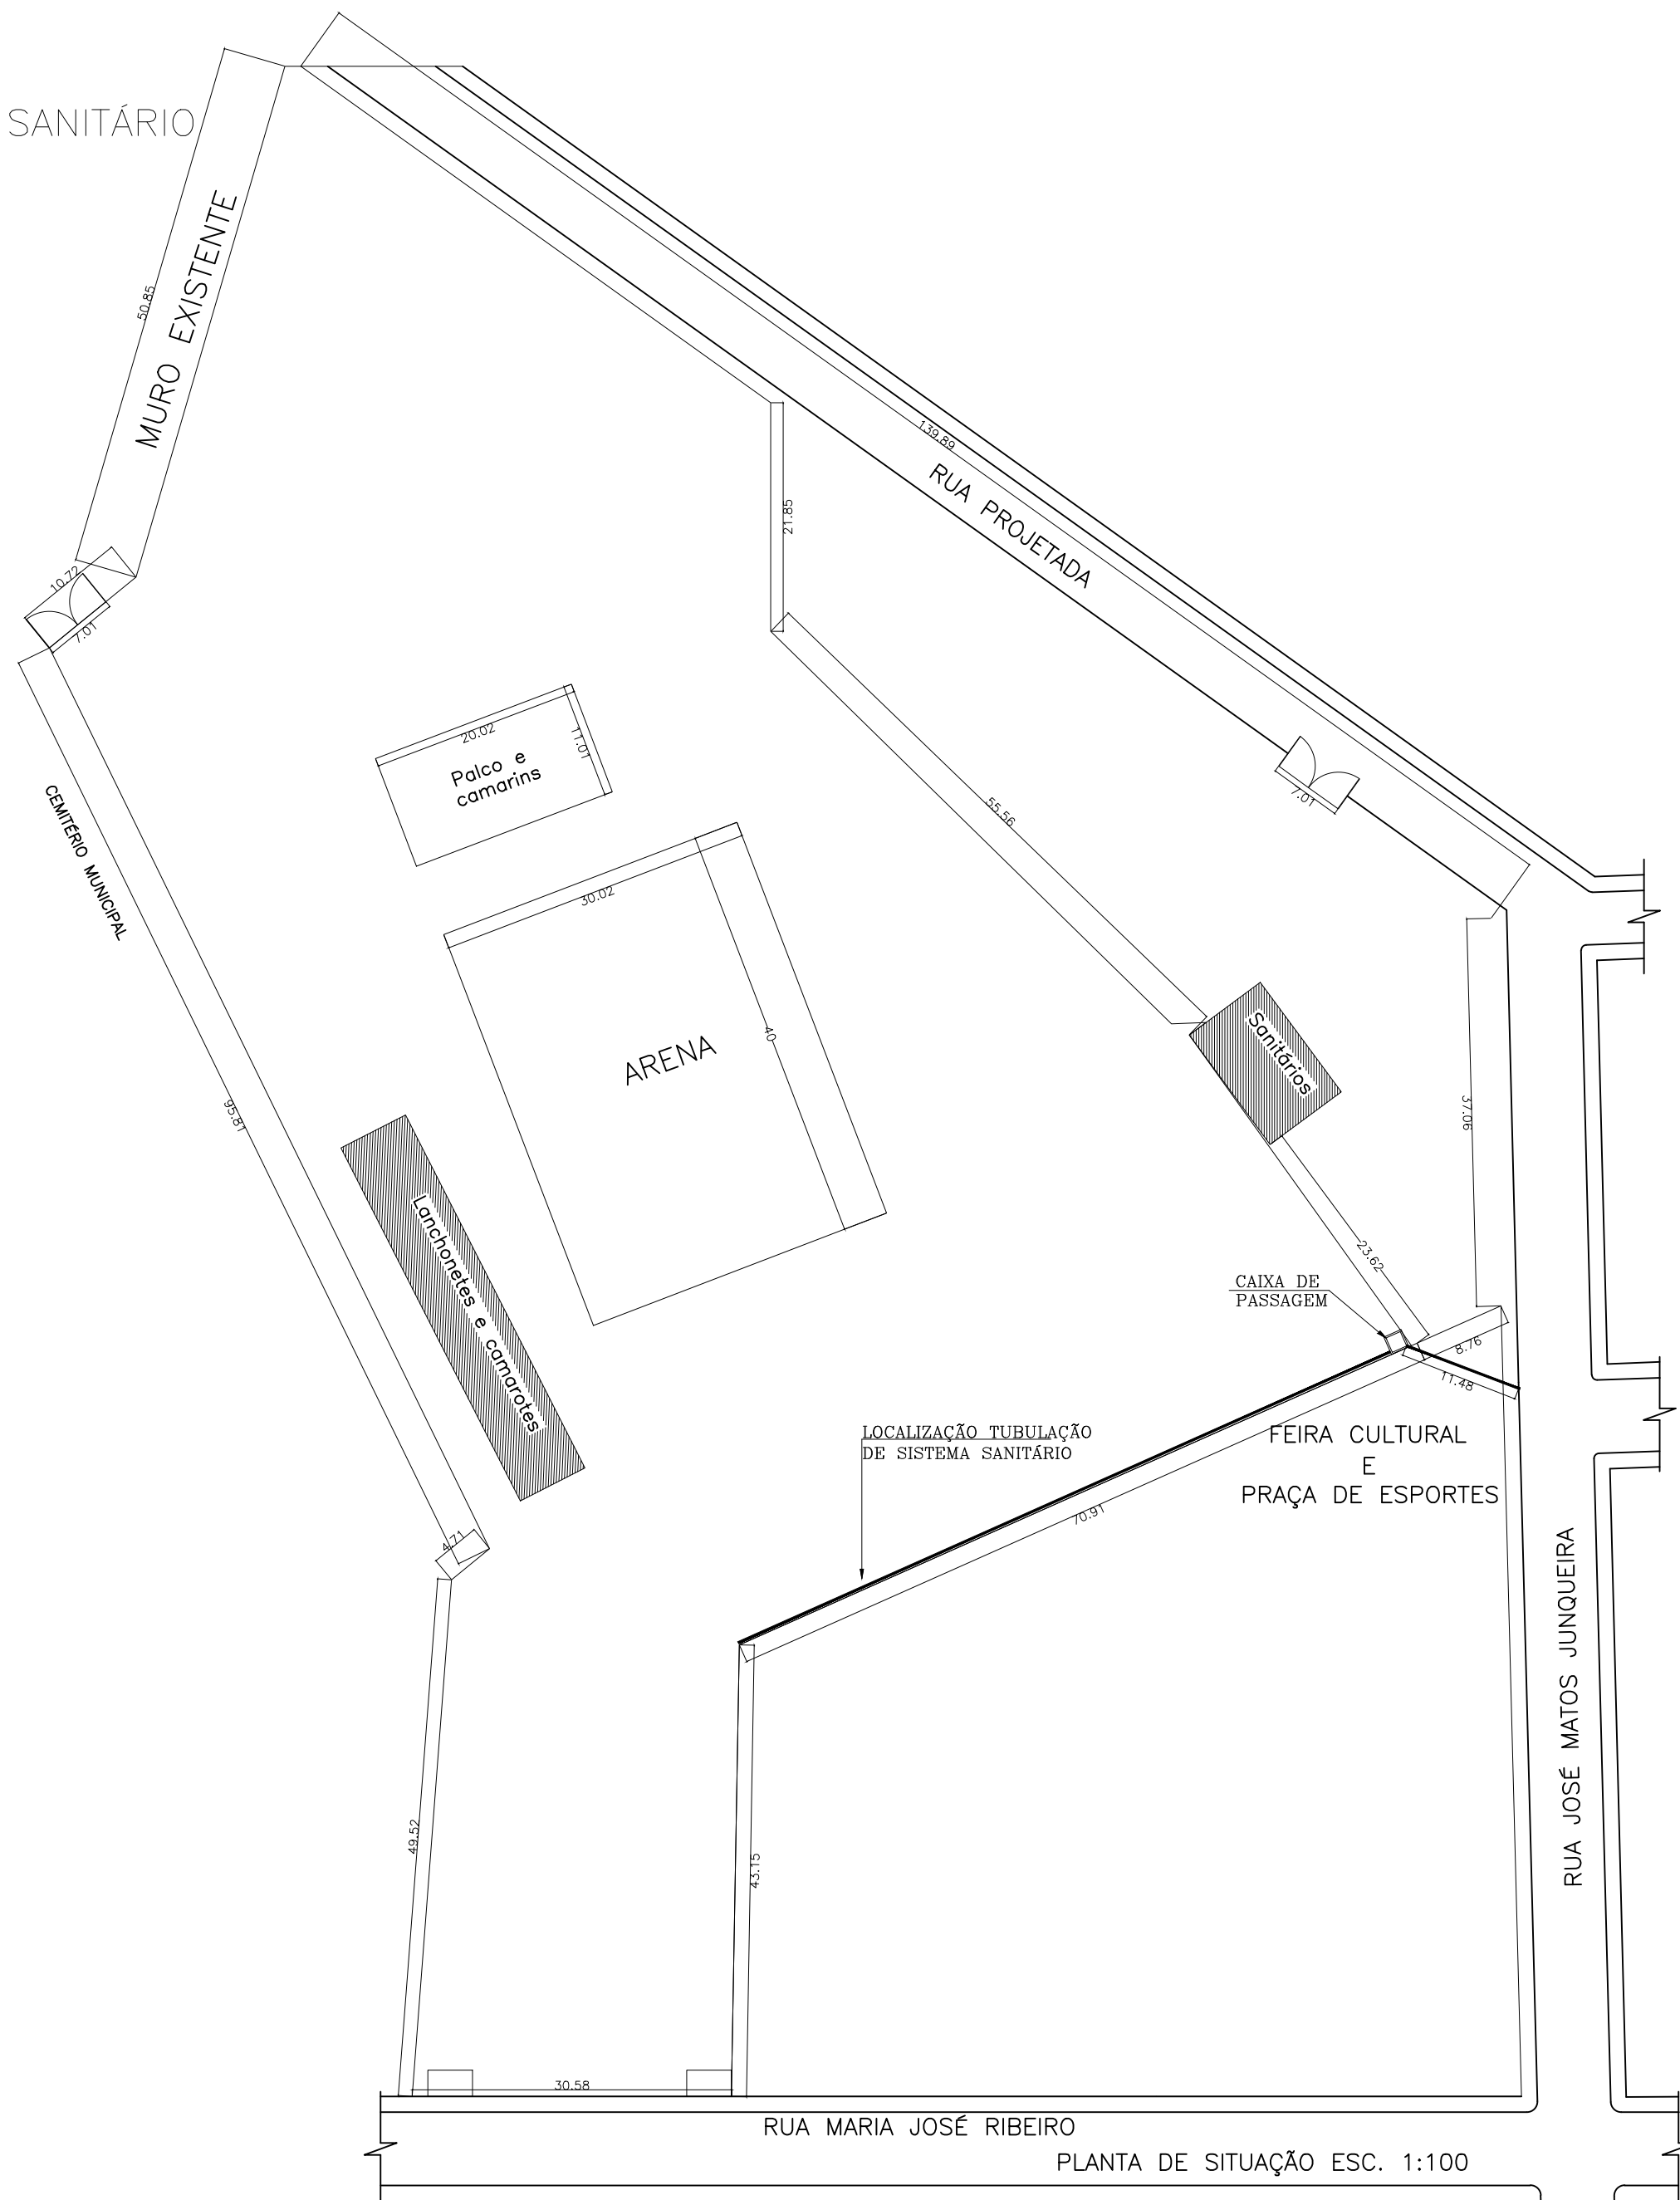 SANITÁRIO
MURO EXISTENTE
50.85
139.89
RUA PROJETADA
21.85
10.72
7.01
20.02
11.01
Palco e
camarins
7.01
55.56
CEMITÉRIO MUNICIPAL
30.02
40
ARENA
Sanitários
95.81
37.06
Lanchonetes e camarotes
23.62
CAIXA DE
PASSAGEM
8.76
11.48
LOCALIZAÇÃO TUBULAÇÃO
DE SISTEMA SANITÁRIO
FEIRA CULTURAL
E
PRAÇA DE ESPORTES
70.91
4.71
RUA JOSÉ MATOS JUNQUEIRA
49.52
43.15
30.58
RUA MARIA JOSÉ RIBEIRO
PLANTA DE SITUAÇÃO ESC. 1:100